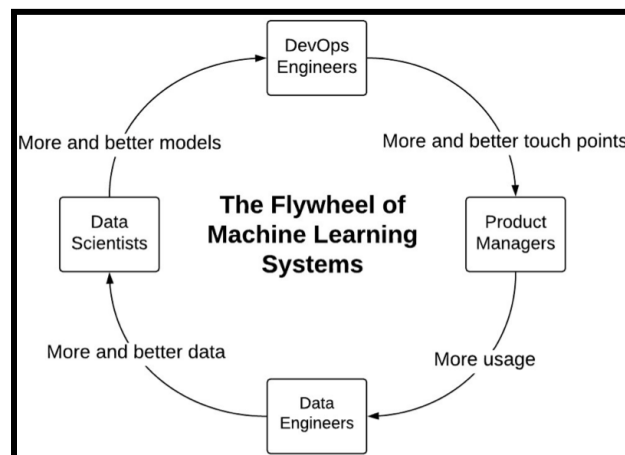 DevOps
Engineers
More and better models
More and better touch points
Data
Scientists
The Flywheel of
Machine Learning
Systems
Product
Managers
More and better data
More usage
Data
Engineers